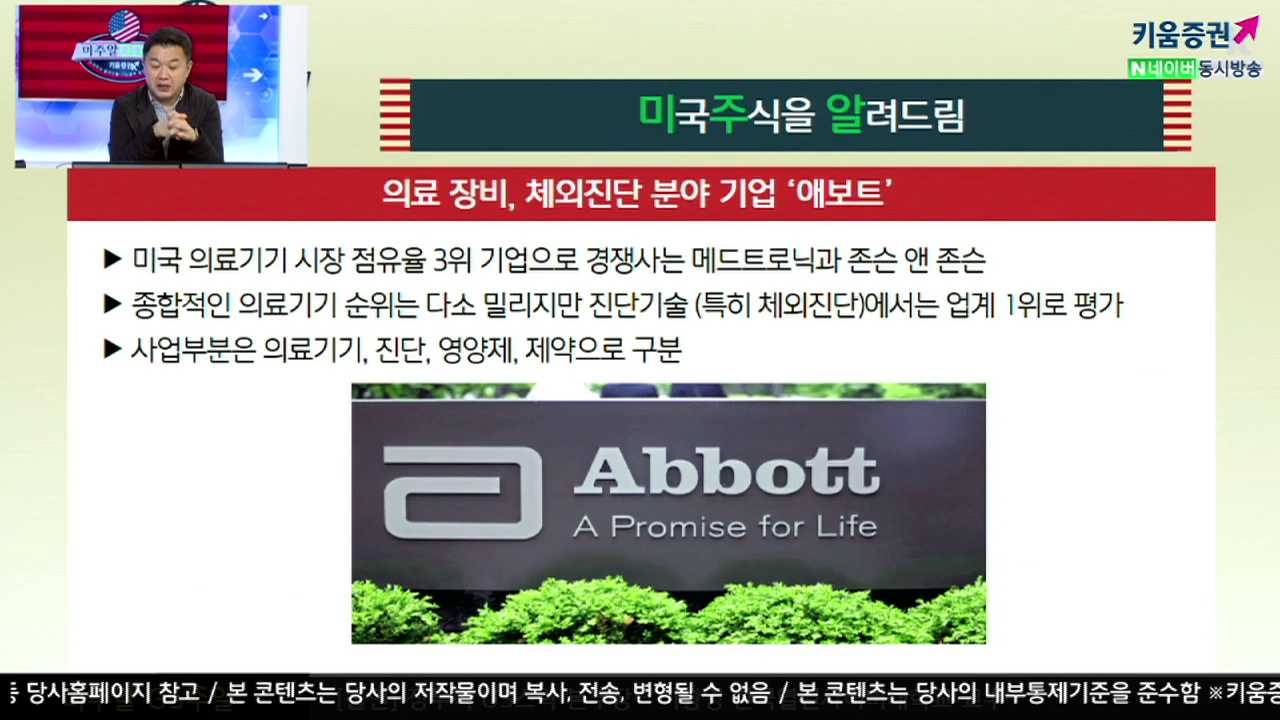 미주알
키움증권
키움증권
N 네이버 동시방송
미국주식을 알려드림
의료 장비, 체외진단 분야 기업 ‘애보트’
▶ 미국 의료기기 시장 점유율 3위 기업으로 경쟁사는 메드트로닉과 존슨 앤 존슨
▶ 종합적인 의료기기 순위는 다소 밀리지만 진단기술 (특히 체외진단)에서는 업계 1위로 평가
▶ 사업부분은 의료기기, 진단, 영양제, 제약으로 구분
Abbott
A Promise for Life
당사홈페이지 참고 / 본 콘텐츠는 당사의 저작물이며 복사, 전송, 변형될 수 없음 / 본 콘텐츠는 당사의 내부통제기준을 준수함 ※키움증